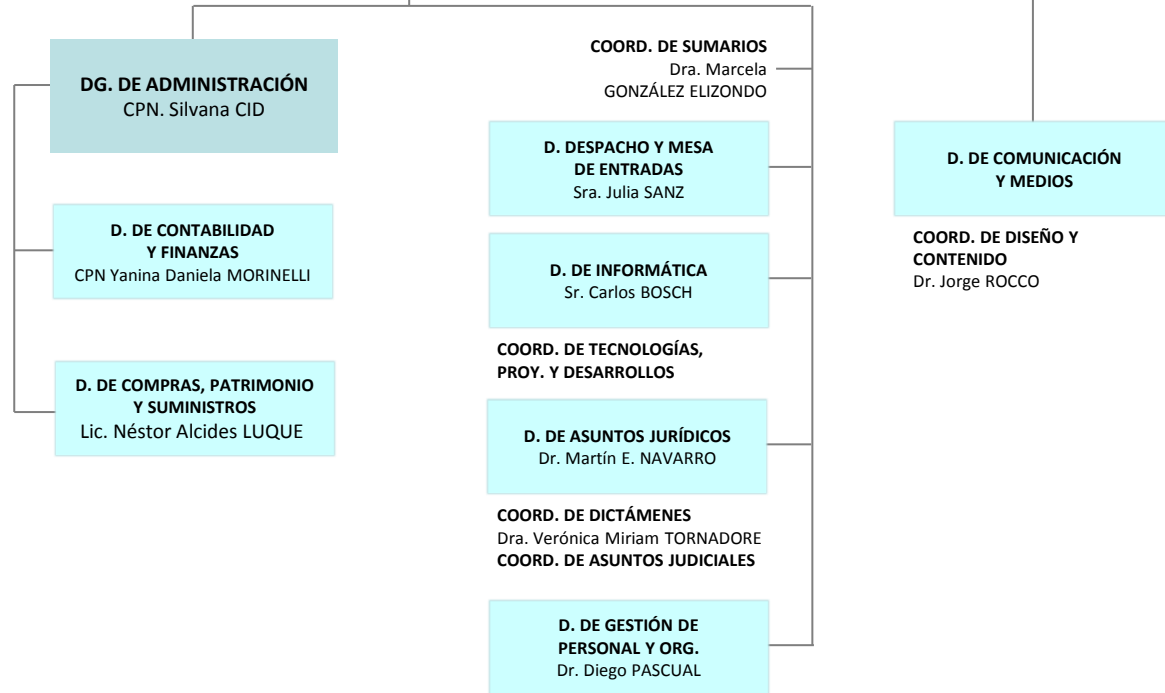 DG. DE ADMINISTRACIÓN
CPN. Silvana CID
D. DE CONTABILIDAD
Y FINANZAS
CPN Yanina Daniela MORINELLI
D. DE COMPRAS, PATRIMONIO
Y SUMINISTROS
Lic. Néstor Alcides LUQUE
COORD. DE SUMARIOS
Dra. Marcela
GONZÁLEZ ELIZONDO
D. DESPACHO Y MESA
DE ENTRADAS
Sra. Julia SANZ
D. DE INFORMÁTICA
Sr. Carlos BOSCH
COORD. DE TECNOLOGÍAS,
PROY. Y DESARROLLOS
D. DE ASUNTOS JURÍDICOS
Dr. Martín E. NAVARRO
COORD. DE DICTÁMENES
Dra. Verónica Miriam TORNADORE
COORD. DE ASUNTOS JUDICIALES
D. DE GESTIÓN DE
PERSONAL Y ORG.
Dr. Diego PASCUAL
D. DE COMUNICACIÓN
Y MEDIOS
COORD. DE DISEÑO Y
CONTENIDO
Dr. Jorge ROCCO